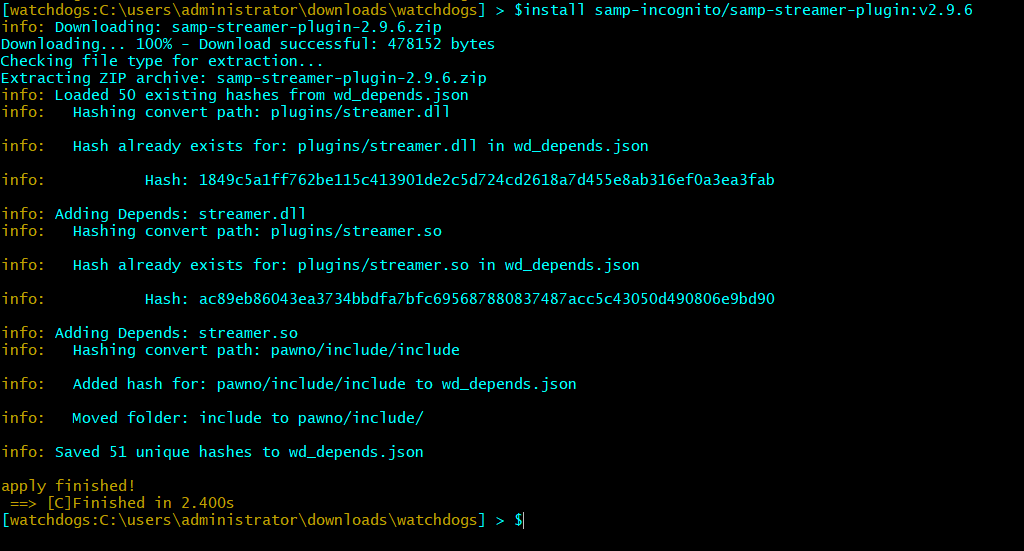 [watchdogs:C:\users\administrator\downloads\watchdogs] > $install samp-incognito/samp-streamer-plugin:v2.9.6
info: Downloading: samp-streamer-plugin-2.9.6.zip
Downloading... 100% - Download successful: 478152 bytes
Checking file type for extraction...
Extracting ZIP archive: samp-streamer-plugin-2.9.6.zip
info: Loaded 50 existing hashes from wd_depends.json
info:   Hashing convert path: plugins/streamer.dll
info:   Hash already exists for: plugins/streamer.dll in wd_depends.json
info:           Hash: 1849c5a1ff762be115c413901de2c5d724cd2618a7d455e8ab316ef0a3ea3fab
info: Adding Depends: streamer.dll
info:   Hashing convert path: plugins/streamer.so
info:   Hash already exists for: plugins/streamer.so in wd_depends.json
info:           Hash: ac89eb86043ea3734bbdfa7bfc695687880837487acc5c43050d490806e9bd90
info: Adding Depends: streamer.so
info:   Hashing convert path: pawno/include/include
info:   Added hash for: pawno/include/include to wd_depends.json
info:   Moved folder: include to pawno/include/
info: Saved 51 unique hashes to wd_depends.json
apply finished!
 ==> [C]Finished in 2.400s
[watchdogs:C:\users\administrator\downloads\watchdogs] > $